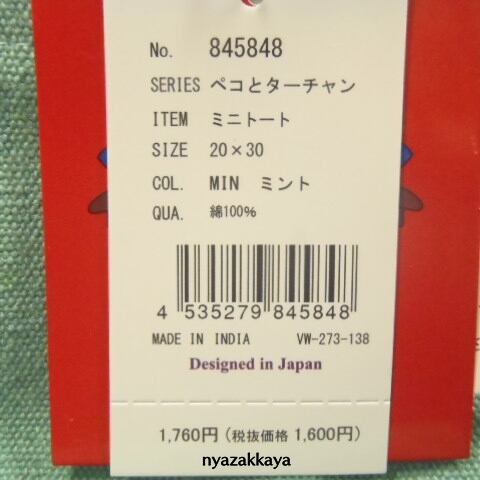 No. 845848
SERIES ペコとターチャン
ITEM ミニトート
SIZE 20×30
COL. MIN ミント
QUA. 綿100%
4 535279 845848
MADE IN INDIA VW-273-138
Designed in Japan
1,760円 (税抜価格 1,600円)
nyazakkaya